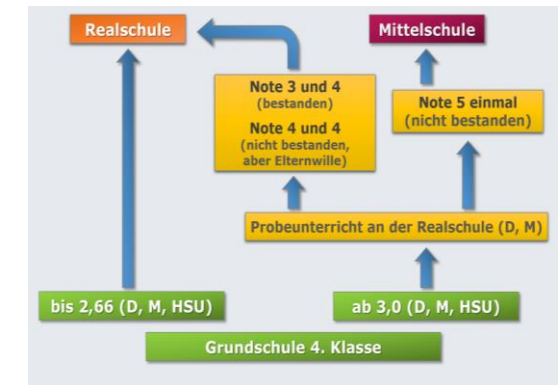 Realschule
Mittelschule
Note 3 und 4
(bestanden)
Note 4 und 4
(nicht bestanden,
aber Elternwille)
Note 5 einmal
(nicht bestanden)
Probeunterricht an der Realschule (D, M)
bis 2,66 (D, M, HSU)
ab 3,0 (D, M, HSU)
Grundschule 4. Klasse